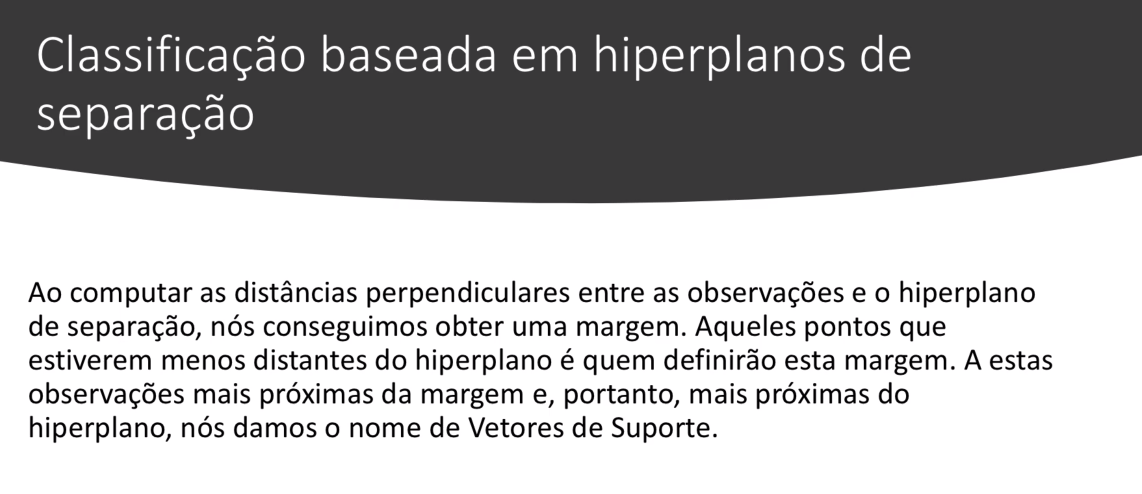 Classificação baseada em hiperplanos de
separação
Ao computar as distâncias perpendiculares entre as observações e o hiperplano
de separação, nós conseguimos obter uma margem. Aqueles pontos que
estiverem menos distantes do hiperplano é quem definirão esta margem. A estas
observações mais próximas da margem e, portanto, mais próximas do
hiperplano, nós damos o nome de Vetores de Suporte.